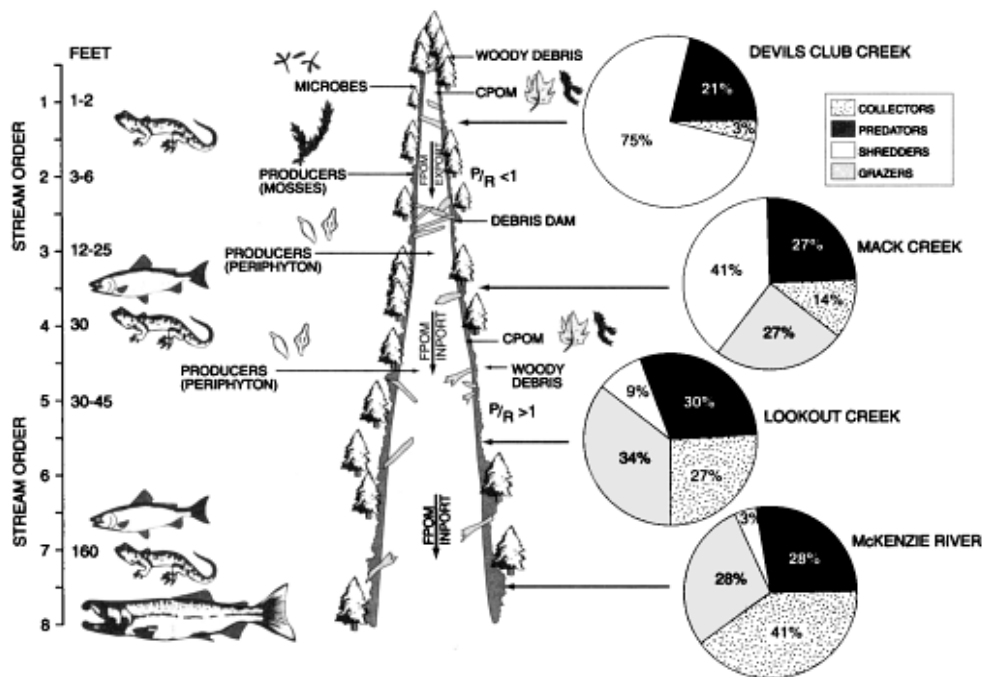 FEET
STREAM ORDER
1
1-2
2
3-6
3
12-25
4
30
5
30-45
STREAM ORDER
6
7
160
8
WOODY DEBRIS
MICROBES
CPOM
FPOM
EXPORT
PRODUCERS
(MOSSES)
P/R <1
DEBRIS DAM
PRODUCERS
(PERIPHYTON)
FPOM
INPORT
CPOM
PRODUCERS
(PERIPHYTON)
WOODY
DEBRIS
P/R >1
FPOM
INPORT
DEVILS CLUB CREEK
21%
3%
75%
COLLECTORS
PREDATORS
SHREDDERS
GRAZERS
MACK CREEK
27%
41%
14%
27%
LOOKOUT CREEK
9%
30%
34%
27%
McKENZIE RIVER
3%
28%
28%
41%